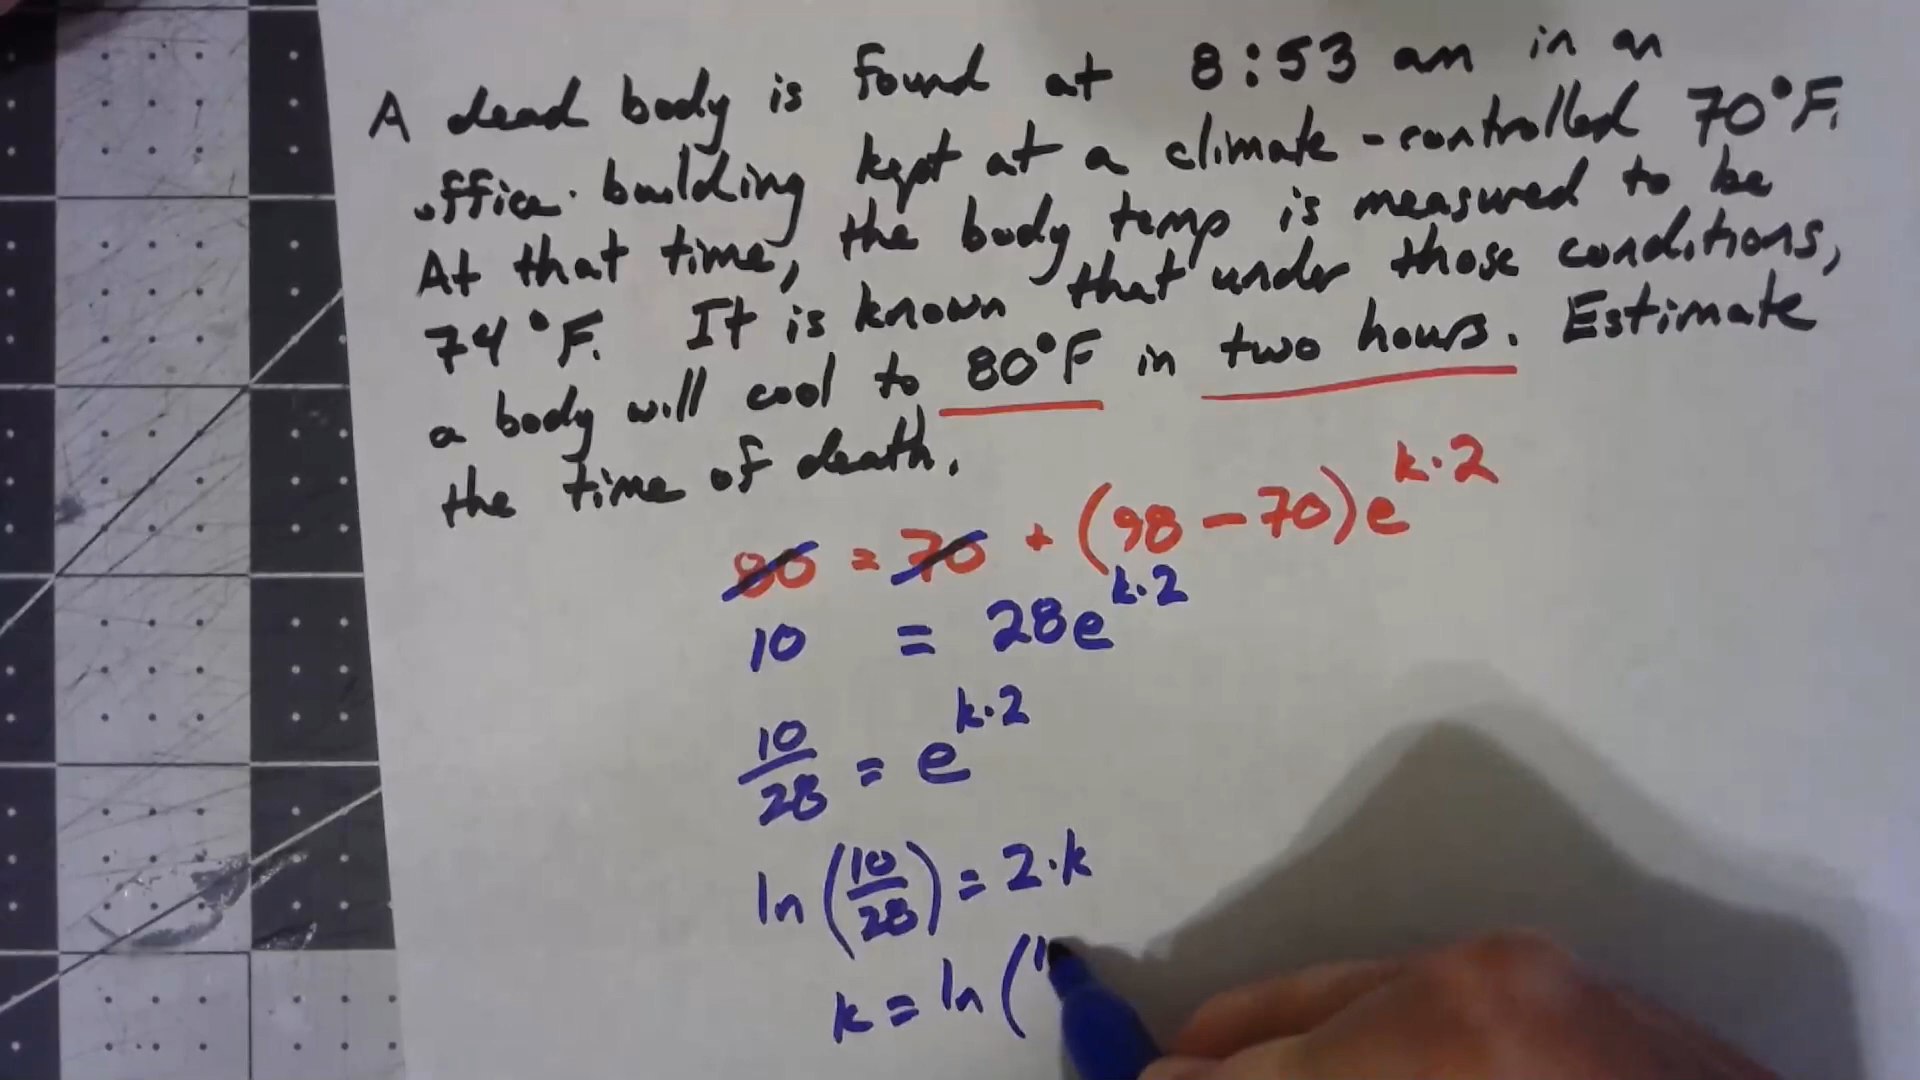 A dead body is found at 8:53 am in an
office building kept at a climate-controlled 70°F.
At that time, the body temp is measured to be
74°F. It is known that under those conditions,
a body will cool to 80°F in two hours. Estimate
the time of death.
80 = 70 + (98 - 70)e^{k·2}
10 = 28e^{k·2}
10/28 = e^{k·2}
ln(10/28) = 2·k
k = ln(1